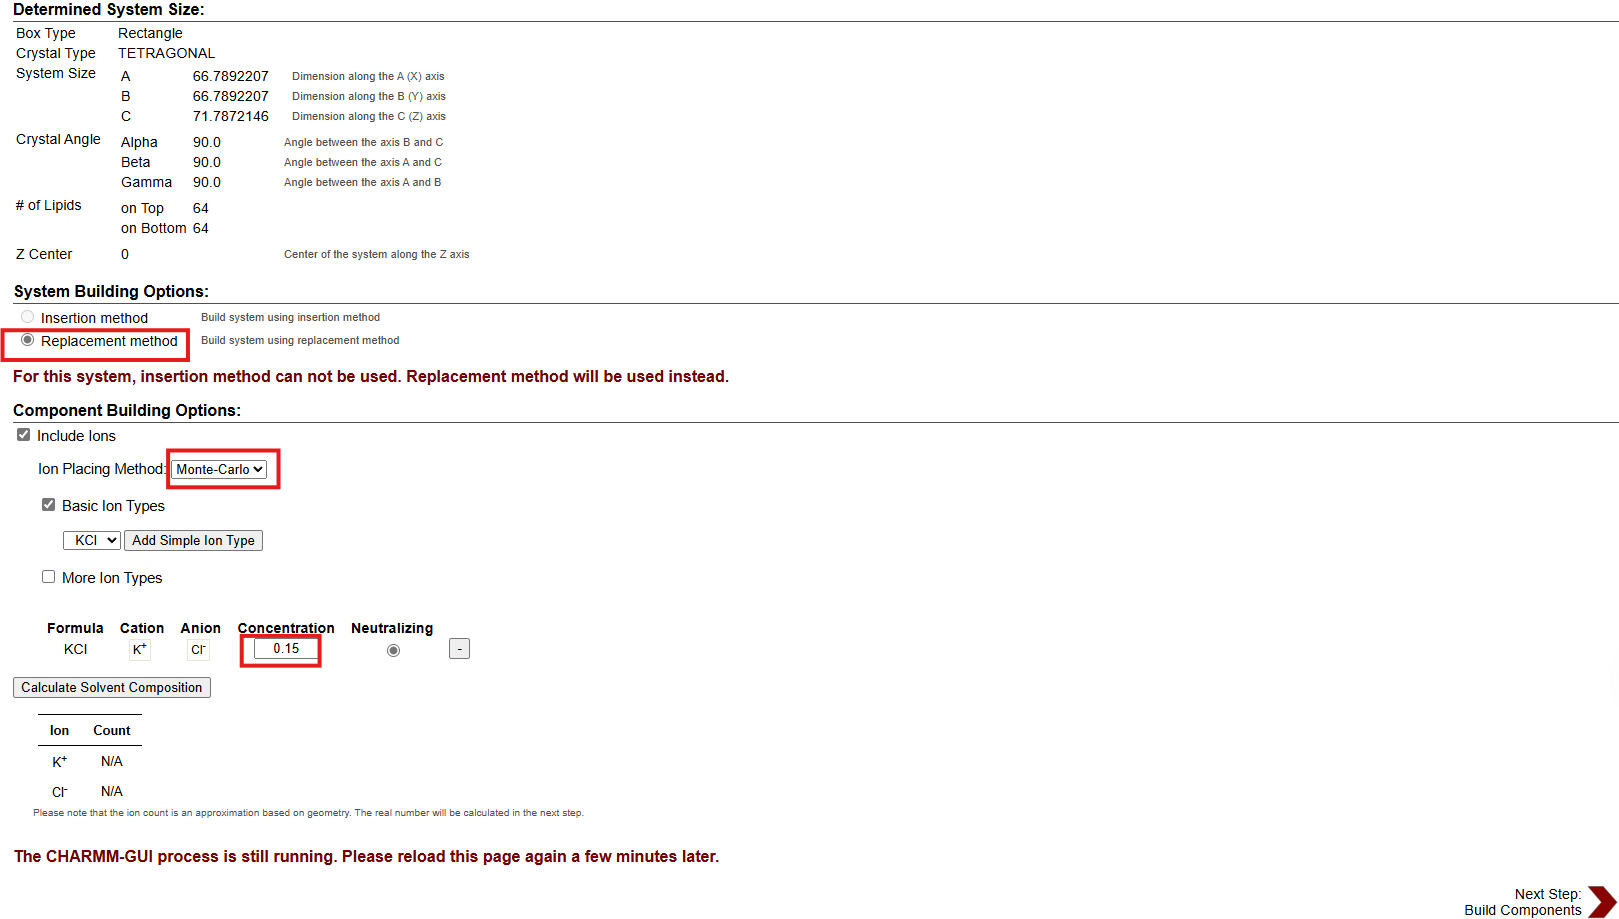 Determined System Size:
Box Type Rectangle
Crystal Type TETRAGONAL
System Size A 66.7892207 Dimension along the A (X) axis
B 66.7892207 Dimension along the B (Y) axis
C 71.7872146 Dimension along the C (Z) axis
Crystal Angle Alpha 90.0 Angle between the axis B and C
Beta 90.0 Angle between the axis A and C
Gamma 90.0 Angle between the axis A and B
# of Lipids on Top 64
on Bottom 64
Z Center 0 Center of the system along the Z axis
System Building Options:
Insertion method Build system using insertion method
Replacement method Build system using replacement method
For this system, insertion method can not be used. Replacement method will be used instead.
Component Building Options:
Include Ions
Ion Placing Method: Monte-Carlo
Basic Ion Types
KCl Add Simple Ion Type
More Ion Types
Formula Cation Anion Concentration Neutralizing
KCl K+ Cl- 0.15 -
Calculate Solvent Composition
Ion Count
K+ N/A
Cl- N/A
Please note that the ion count is an approximation based on geometry. The real number will be calculated in the next step.
The CHARMM-GUI process is still running. Please reload this page again a few minutes later.
Next Step:
Build Components